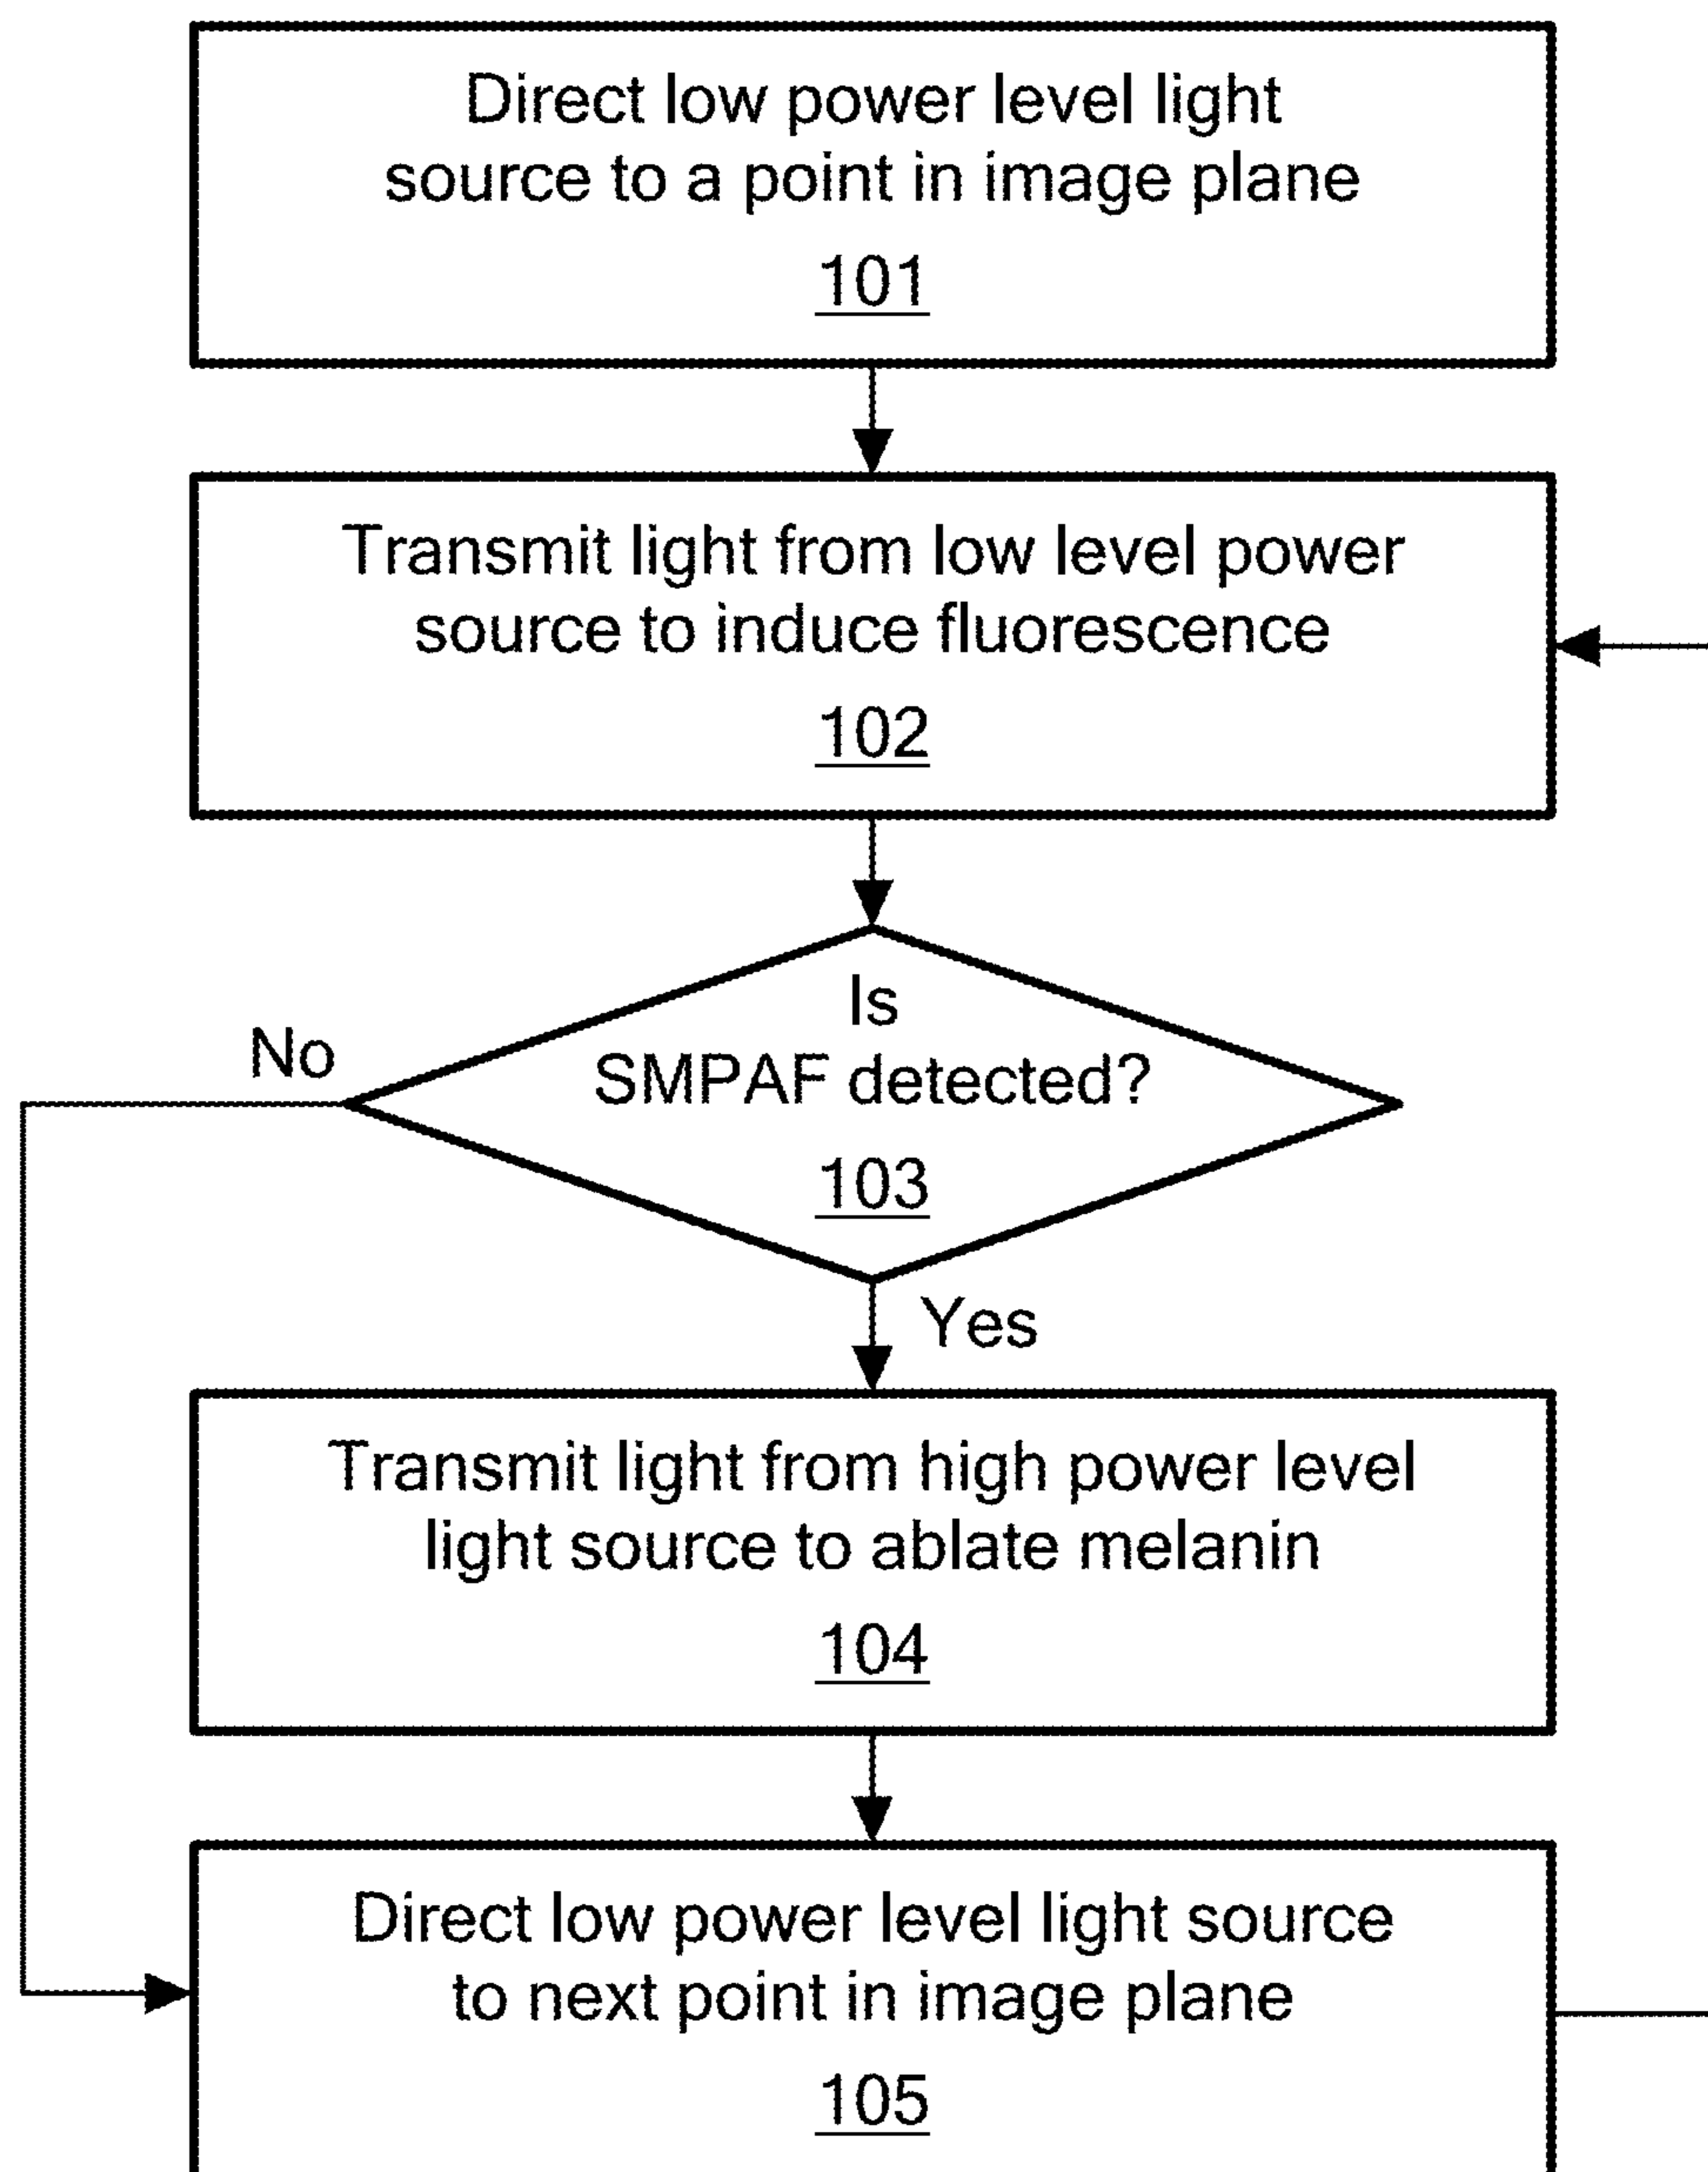 Direct low power level light
source to a point in image plane
101
Transmit light from low level power
source to induce fluorescence
102
Is
SMPAF detected?
103
No
Yes
Transmit light from high power level
light source to ablate melanin
104
Direct low power level light source
to next point in image plane
105